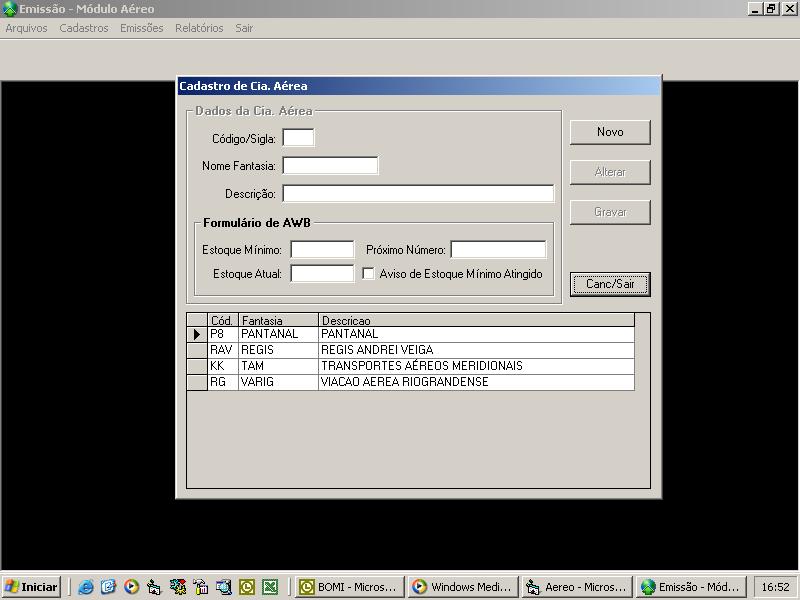 Emissão - Módulo Aéreo
Arquivos Cadastros Emissões Relatórios Sair
Cadastro de Cia. Aérea
Dados da Cia. Aérea
Código/Sigla:
Novo
Nome Fantasia:
Alterar
Descrição:
Gravar
Formulário de AWB
Estoque Mínimo: Próximo Número:
Estoque Atual: Aviso de Estoque Mínimo Atingido
Canc/Sair
Cód. Fantasia Descricao
P8 PANTANAL PANTANAL
RAV REGIS REGIS ANDREI VEIGA
KK TAM TRANSPORTES AÉREOS MERIDIONAIS
RG VARIG VIACAO AEREA RIOGRANDENSE
Iniciar BOMI - Micros... Windows Medi... Aereo - Micros... Emissão - Mód... 16:52